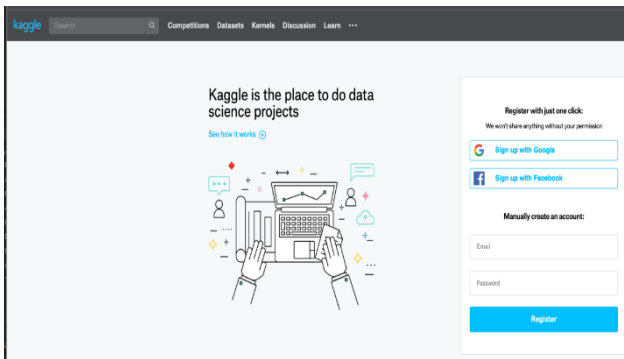 kaggle Search Competitions Datasets Kernels Discussion Learn ...
Kaggle is the place to do data
science projects
See how it works
Register with just one click:
We won't share anything without your permission
Sign up with Google
Sign up with Facebook
Manually create an account:
Email
Password
Register